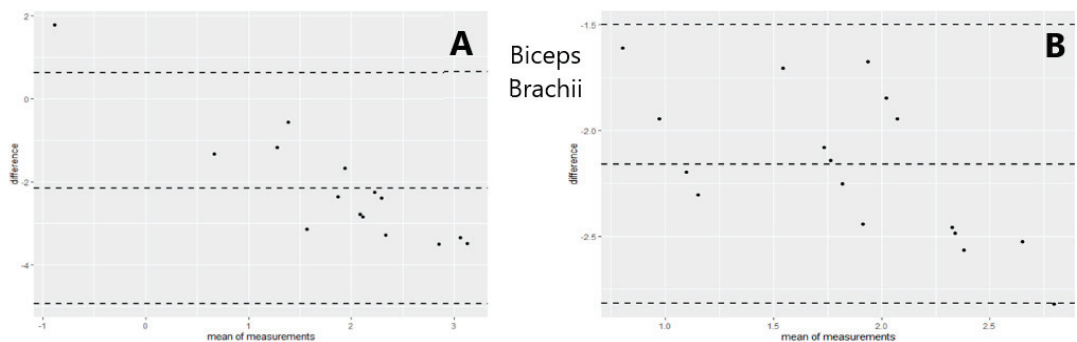 A
2
0
-2
-4
difference
-1
0
1
2
3
mean of measurements
Biceps
Brachii
B
-1.5
-2.0
-2.5
difference
1.0
1.5
2.0
2.5
mean of measurements